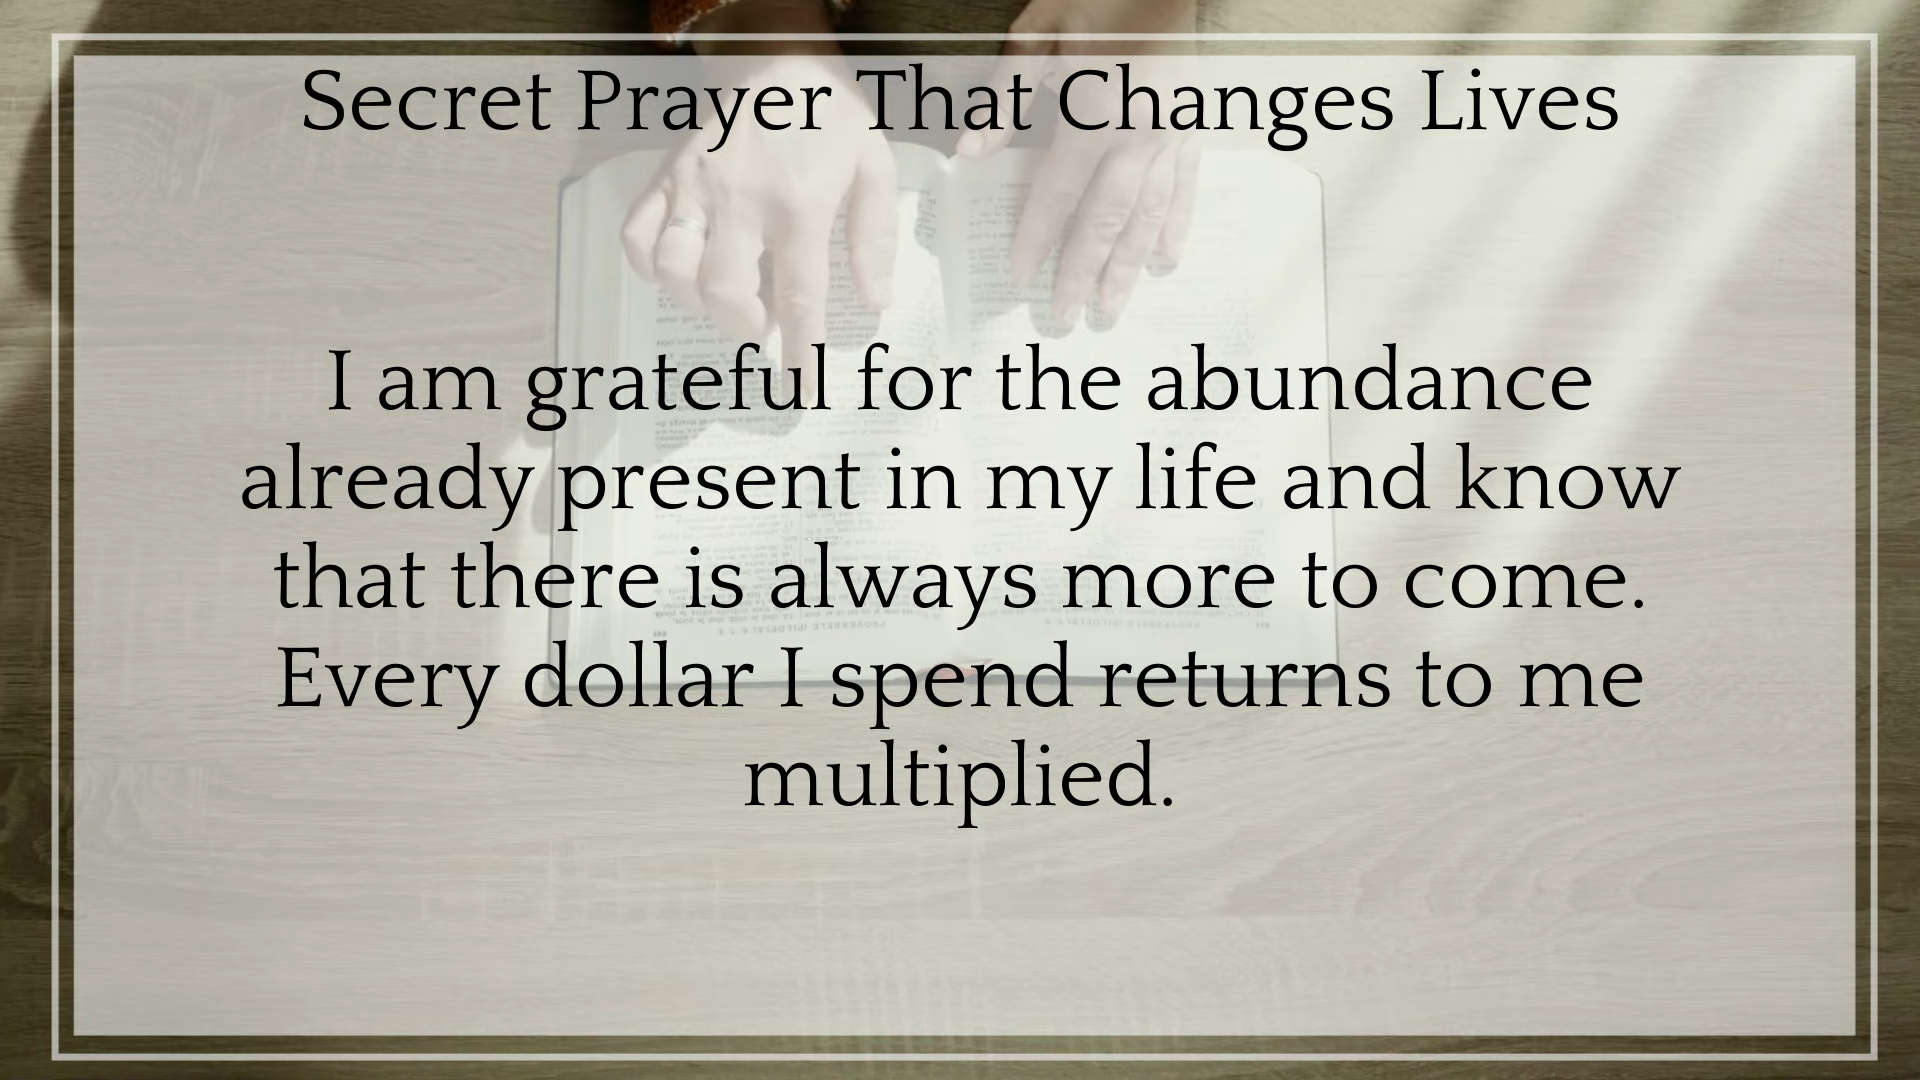 Secret Prayer That Changes Lives
I am grateful for the abundance
already present in my life and know
that there is always more to come.
Every dollar I spend returns to me
multiplied.